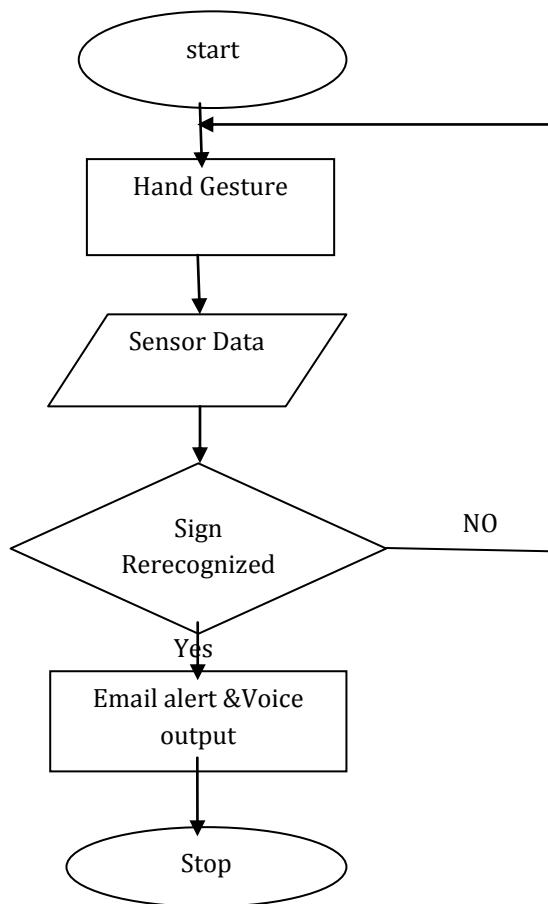 start
Hand Gesture
Sensor Data
Sign
Rerecognized
NO
Yes
Email alert &Voice
output
Stop